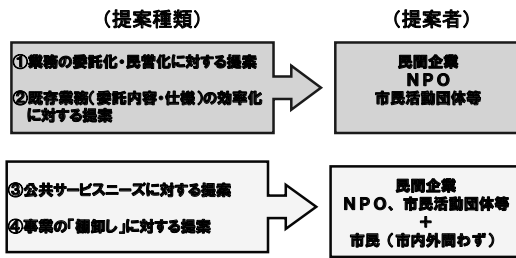 （提案種類）
（提案者）
①業務の委託化・民営化に対する提案
②既存業務（委託内容・仕様）の効率化
に対する提案
民間企業
ＮＰＯ
市民活動団体等
③公共サービスニーズに対する提案
④事業の「棚卸し」に対する提案
民間企業
ＮＰＯ、市民活動団体等
＋
市民（市内外問わず）